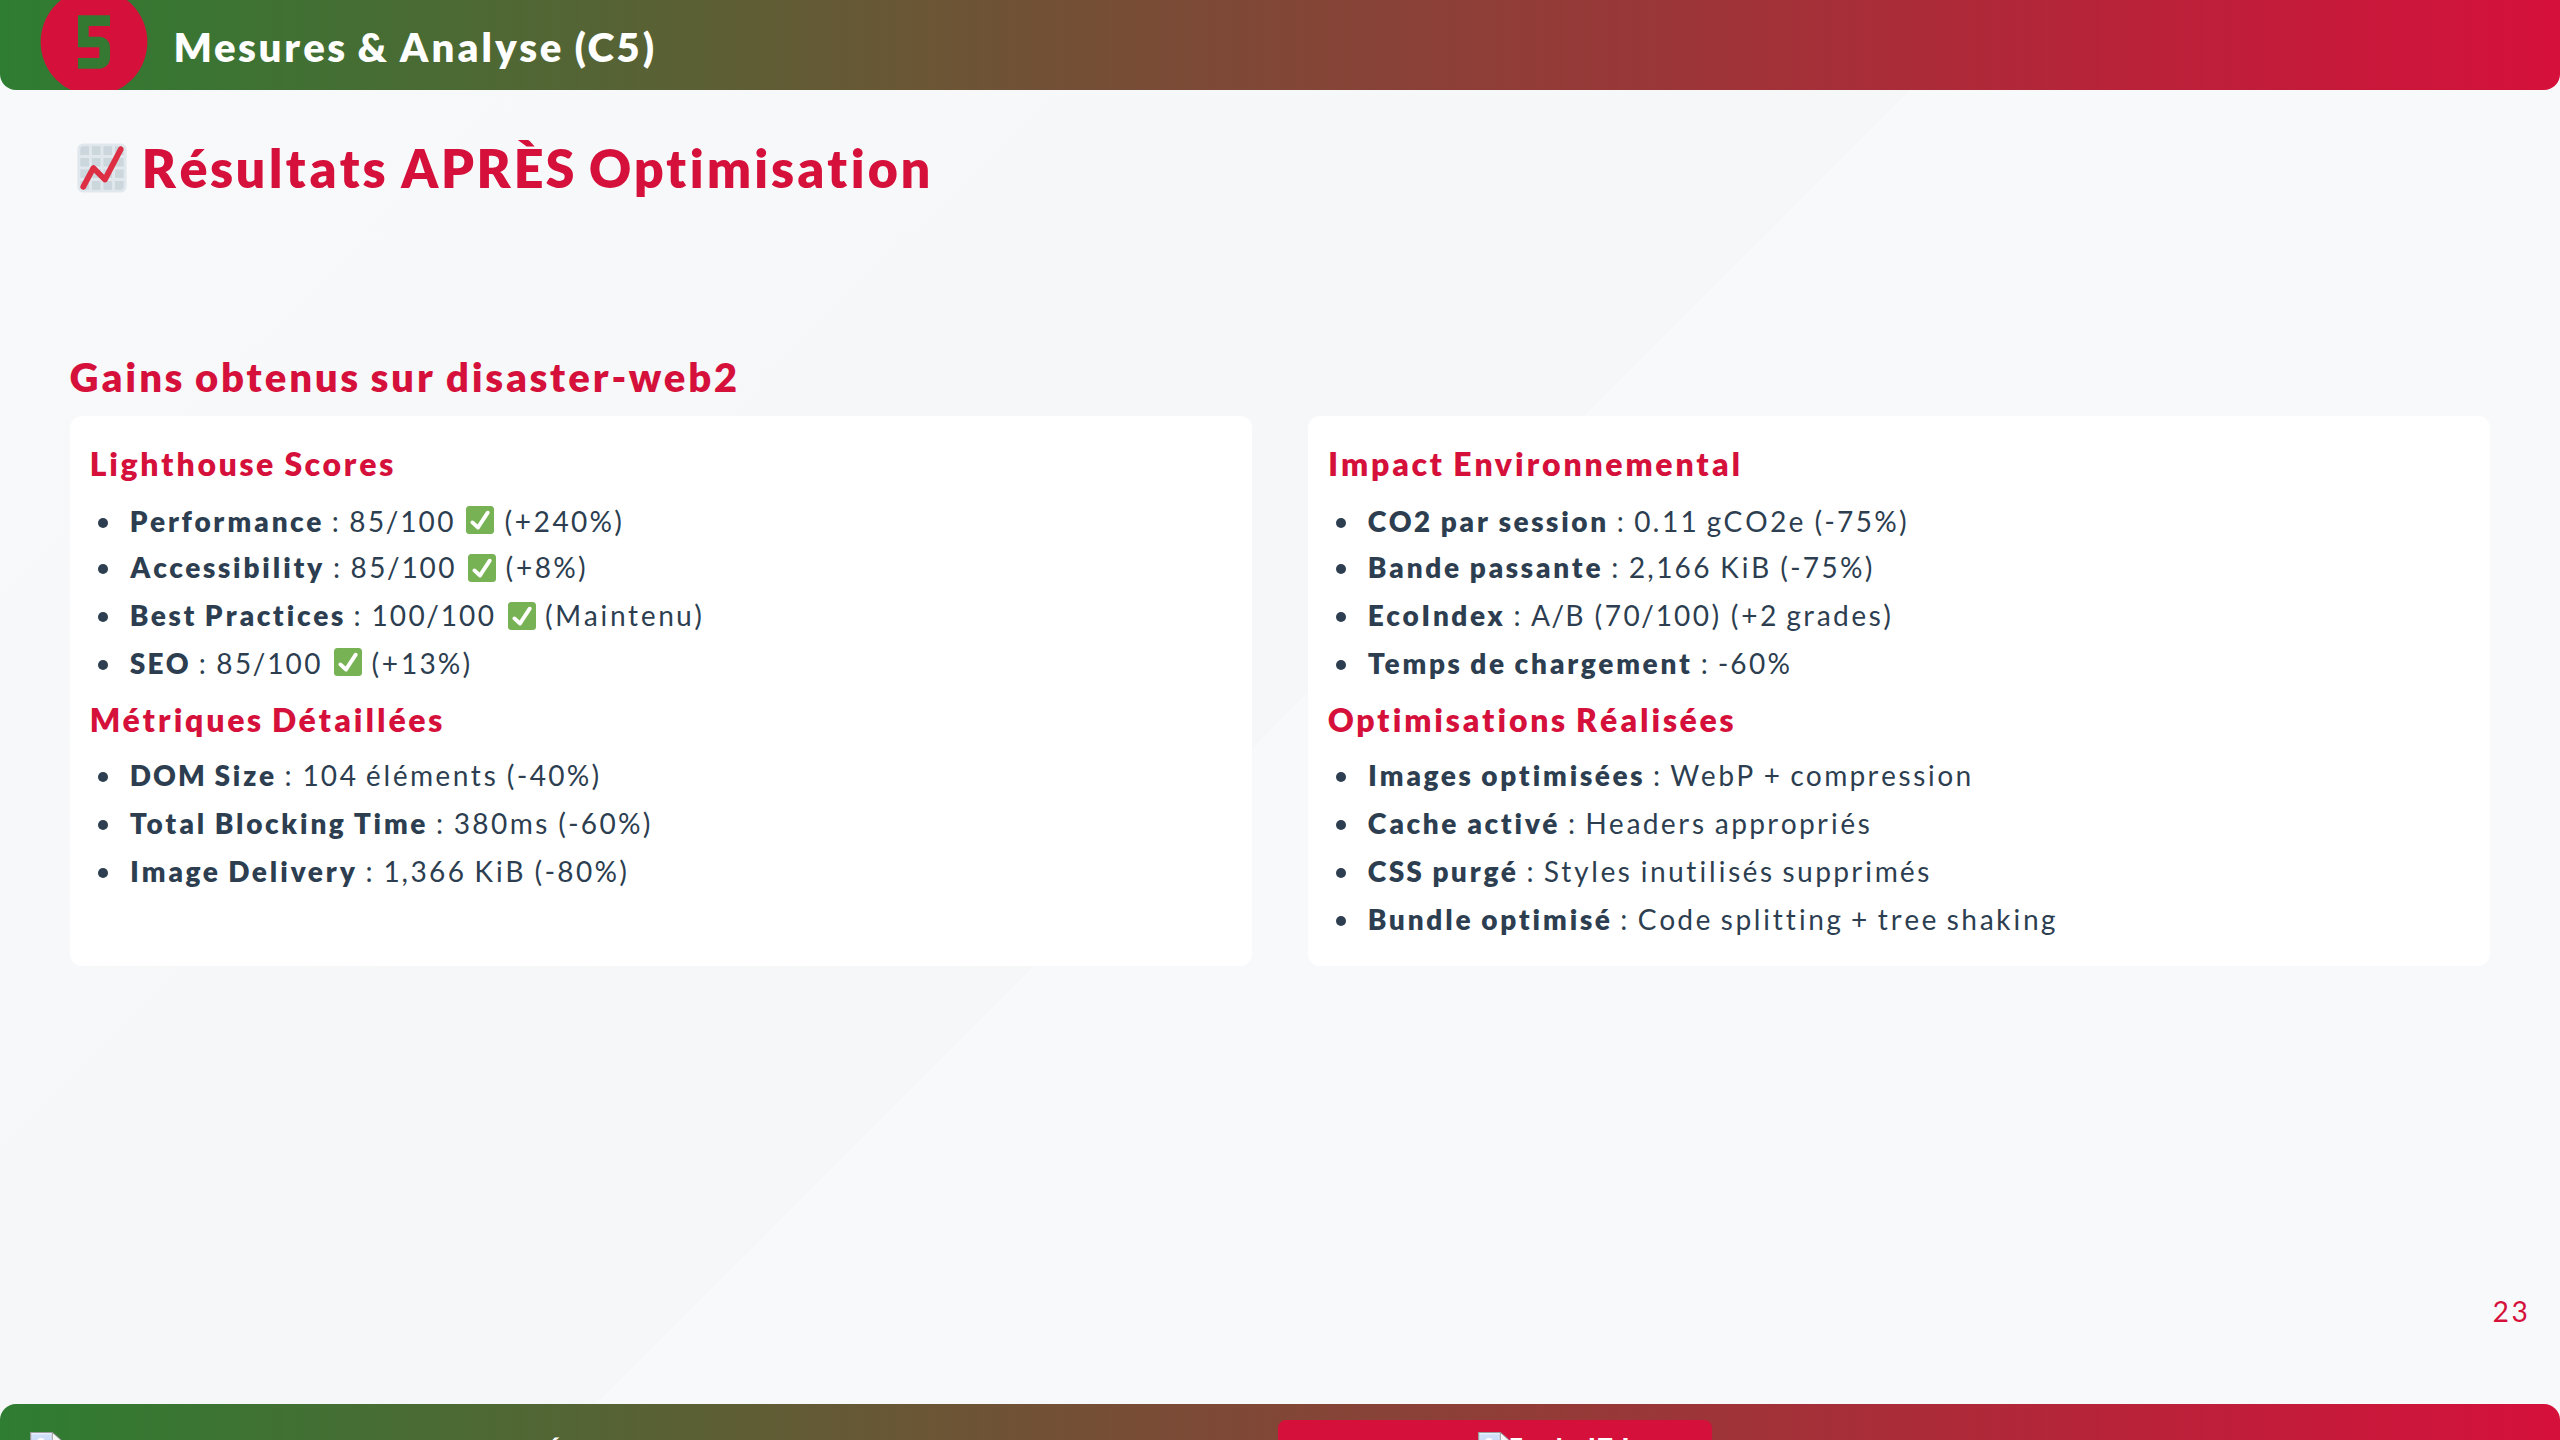 5
Mesures & Analyse (C5)
📈 Résultats APRÈS Optimisation
Gains obtenus sur disaster-web2
Lighthouse Scores
• Performance : 85/100 ✅ (+240%)
• Accessibility : 85/100 ✅ (+8%)
• Best Practices : 100/100 ✅ (Maintenu)
• SEO : 85/100 ✅ (+13%)
Métriques Détaillées
• DOM Size : 104 éléments (-40%)
• Total Blocking Time : 380ms (-60%)
• Image Delivery : 1,366 KiB (-80%)
Impact Environnemental
• CO2 par session : 0.11 gCO2e (-75%)
• Bande passante : 2,166 KiB (-75%)
• EcoIndex : A/B (70/100) (+2 grades)
• Temps de chargement : -60%
Optimisations Réalisées
• Images optimisées : WebP + compression
• Cache activé : Headers appropriés
• CSS purgé : Styles inutilisés supprimés
• Bundle optimisé : Code splitting + tree shaking
23